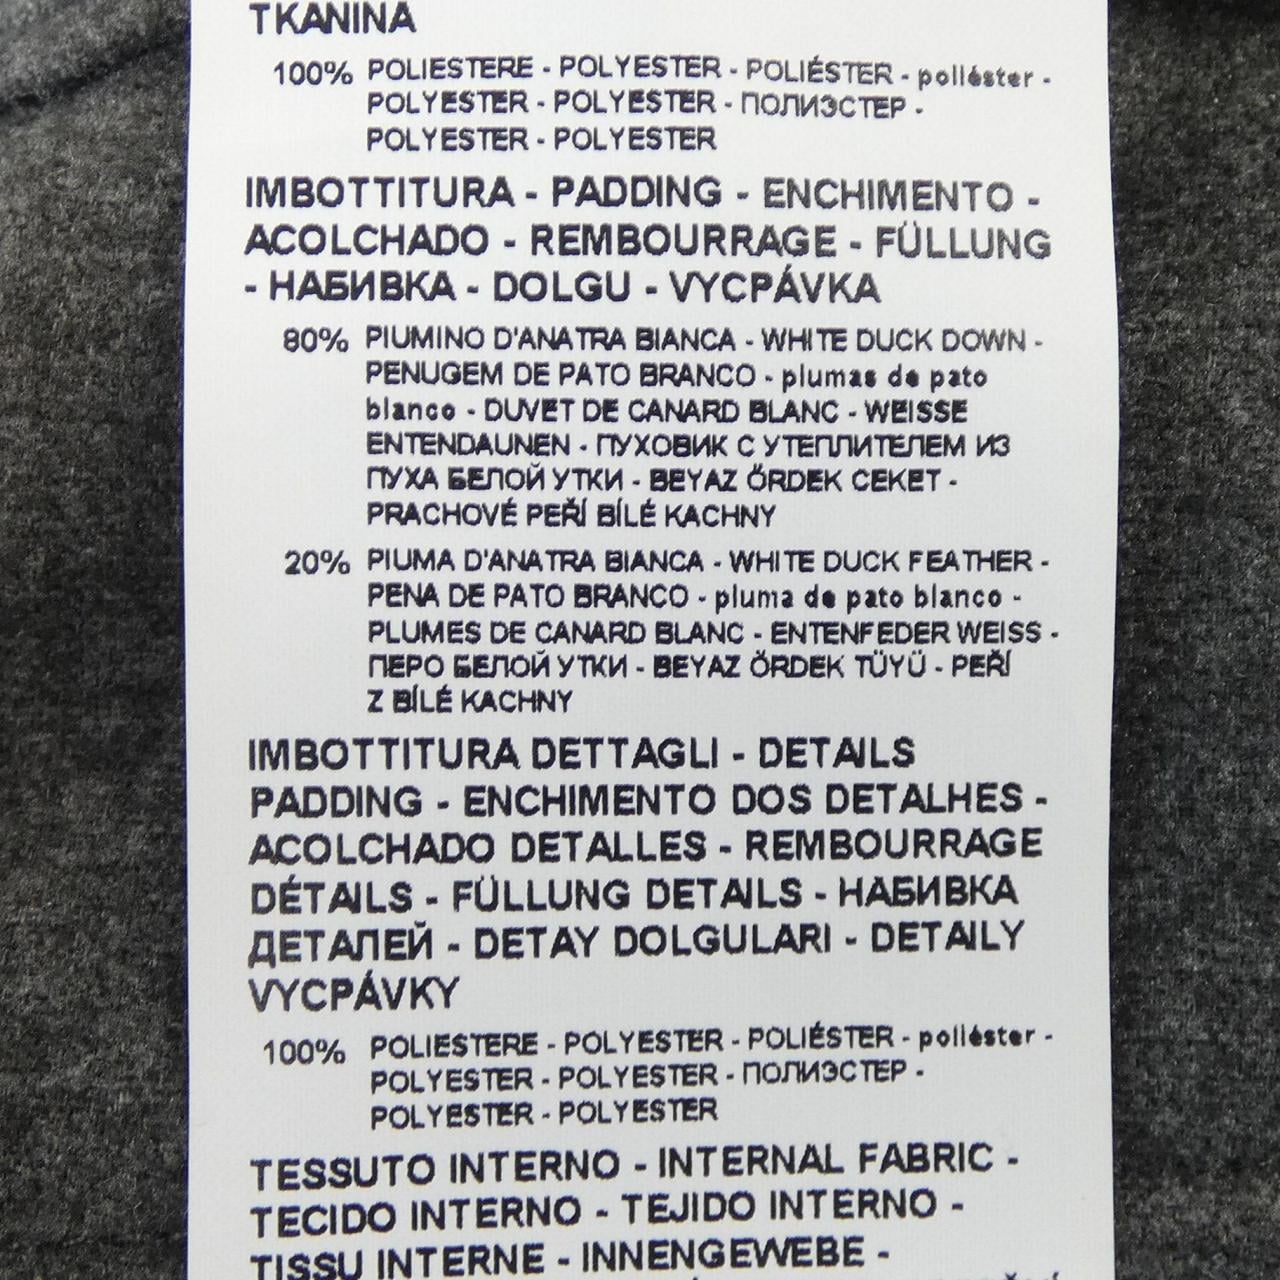 TKANINA
100% POLIESTERE - POLYESTER - POLIÉSTER - poliéster -
POLYESTER - POLYESTER - ПОЛИЭСТЕР -
POLYESTER - POLYESTER
IMBOTTITURA - PADDING - ENCHIMENTO -
ACOLCHADO - REMBOURRAGE - FÜLLUNG
- НАБИВКА - DOLGU - VYCPÁVKA
80% PIUMINO D'ANATRA BIANCA - WHITE DUCK DOWN -
PENUGEM DE PATO BRANCO - plumas de pato
blanco - DUVET DE CANARD BLANC - WEISSE
ENTENDAUNEN - ПУХОВИК С УТЕПЛИТЕЛЕМ ИЗ
ПУХА БЕЛОЙ УТКИ - BEYAZ ÖRDEK CEKET -
PRACHOVÉ PEŘÍ BÍLÉ KACHNY
20% PIUMA D'ANATRA BIANCA - WHITE DUCK FEATHER -
PENA DE PATO BRANCO - pluma de pato blanco -
PLUMES DE CANARD BLANC - ENTENFEDER WEISS -
ПЕРО БЕЛОЙ УТКИ - BEYAZ ÖRDEK TÜYÜ - PEŘÍ
Z BÍLÉ KACHNY
IMBOTTITURA DETTAGLI - DETAILS
PADDING - ENCHIMENTO DOS DETALHES -
ACOLCHADO DETALLES - REMBOURRAGE
DÉTAILS - FÜLLUNG DETAILS - НАБИВКА
ДЕТАЛЕЙ - DETAY DOLGULARI - DETAILY
VYCPÁVKY
100% POLIESTERE - POLYESTER - POLIÉSTER - poliéster -
POLYESTER - POLYESTER - ПОЛИЭСТЕР -
POLYESTER - POLYESTER
TESSUTO INTERNO - INTERNAL FABRIC -
TECIDO INTERNO - TEJIDO INTERNO -
TISSU INTERNE - INNENGEWEBE -